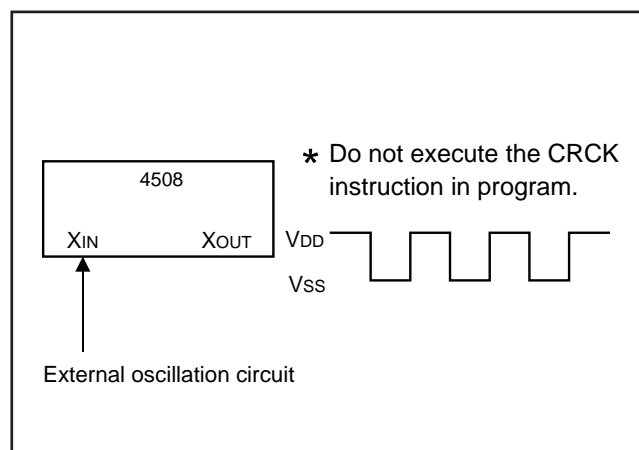 * Do not execute the CRCK
instruction in program.
4508
XIN XOUT
VDD
VSS
External oscillation circuit